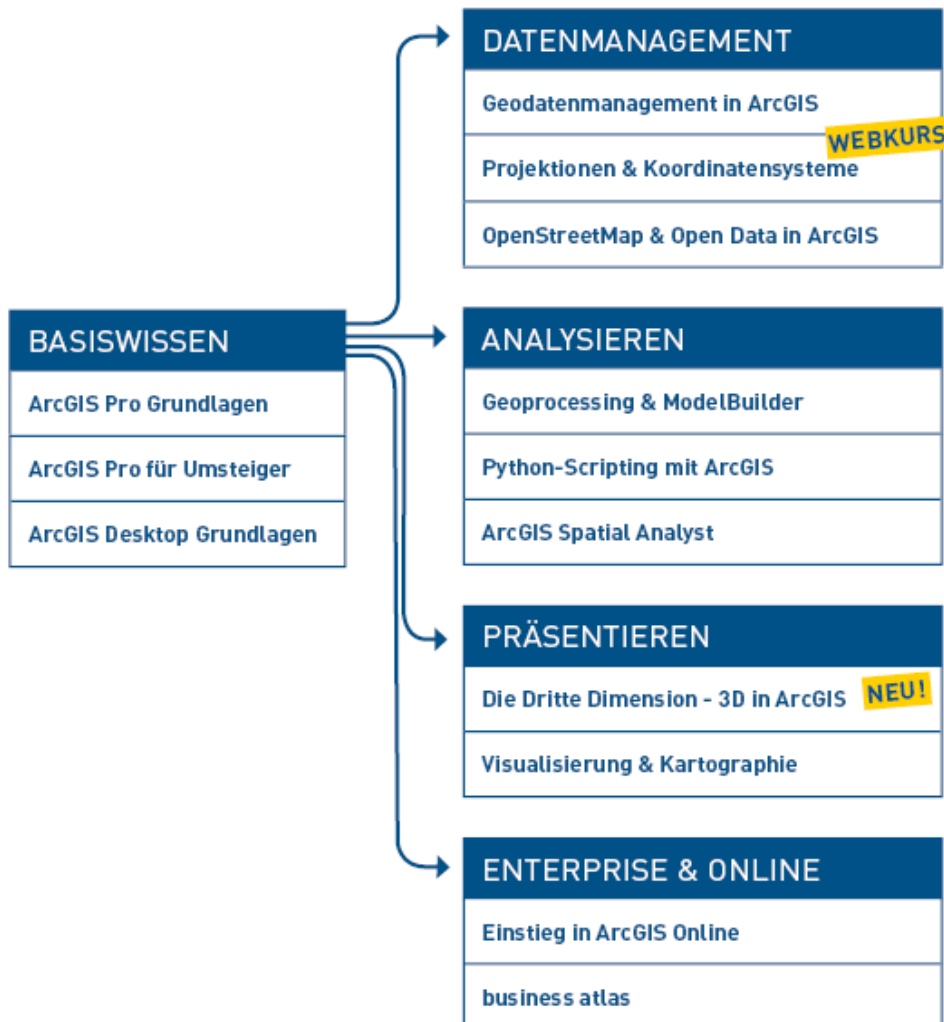 BASISWISSEN
ArcGIS Pro Grundlagen
ArcGIS Pro für Umsteiger
ArcGIS Desktop Grundlagen
DATENMANAGEMENT
Geodatenmanagement in ArcGIS
WEBKURS
Projektionen & Koordinatensysteme
OpenStreetMap & Open Data in ArcGIS
ANALYSIEREN
Geoprocessing & ModelBuilder
Python-Scripting mit ArcGIS
ArcGIS Spatial Analyst
PRÄSENTIEREN
Die Dritte Dimension - 3D in ArcGIS NEU!
Visualisierung & Kartographie
ENTERPRISE & ONLINE
Einstieg in ArcGIS Online
business atlas